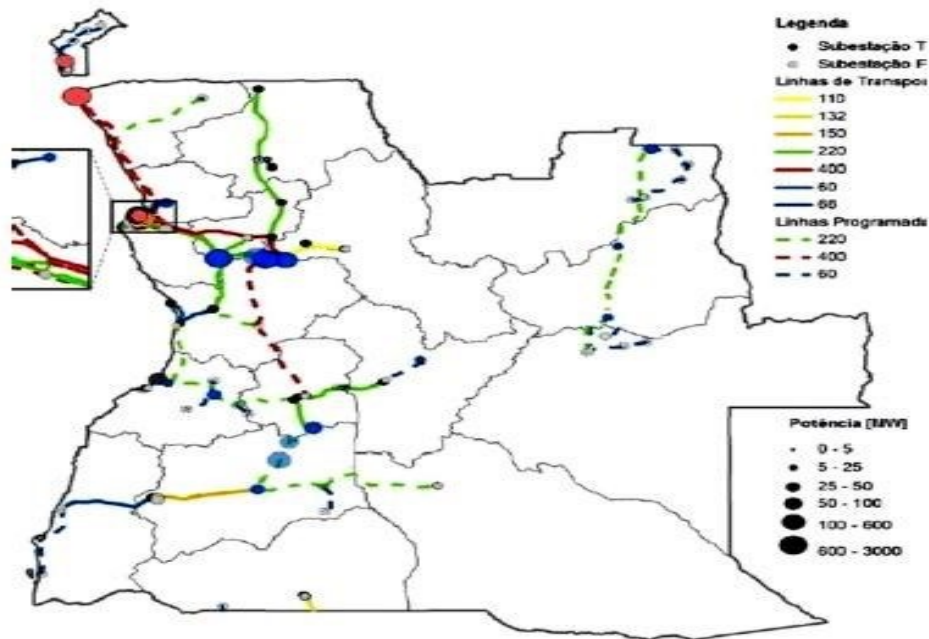 Legenda
Subestação T
Subestação F
Linhas de Transpor
110
132
150
220
400
60
66
Linhas Programada
220
400
60
Potência [MW]
0 - 5
5 - 25
25 - 50
50 - 100
100 - 600
600 - 3000